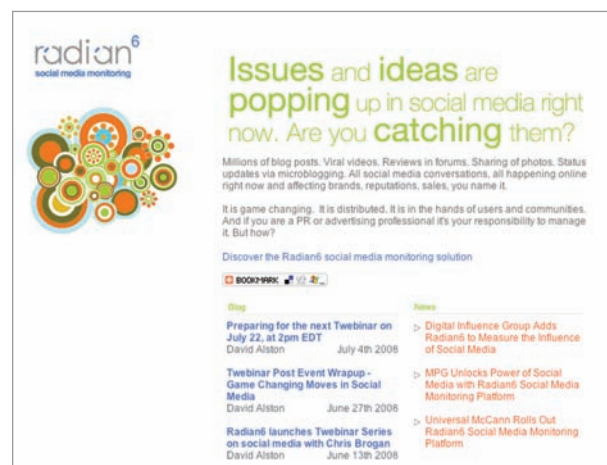 radian6
social media monitoring
Issues and ideas are
popping up in social media right
now. Are you catching them?
Millions of blog posts. Viral videos. Reviews in forums. Sharing of photos. Status
updates via microblogging. All social media conversations, all happening online
right now and affecting brands, reputations, sales, you name it.
It is game changing. It is distributed. It is in the hands of users and communities.
And if you are a PR or advertising professional it's your responsibility to manage
it. But how?
Discover the Radian6 social media monitoring solution
BOOKMARK
Blog
Preparing for the next Twebinar on
July 22, at 2pm EDT
David Alston July 4th 2008
Twebinar Post Event Wrapup -
Game Changing Moves in Social
Media
David Alston June 27th 2008
Radian6 launches Twebinar Series
on social media with Chris Brogan
David Alston June 13th 2008
News
Digital Influence Group Adds
Radian6 to Measure the Influence
of Social Media
MPG Unlocks Power of Social
Media with Radian6 Social Media
Monitoring Platform
Universal McCann Rolls Out
Radian6 Social Media Monitoring
Platform